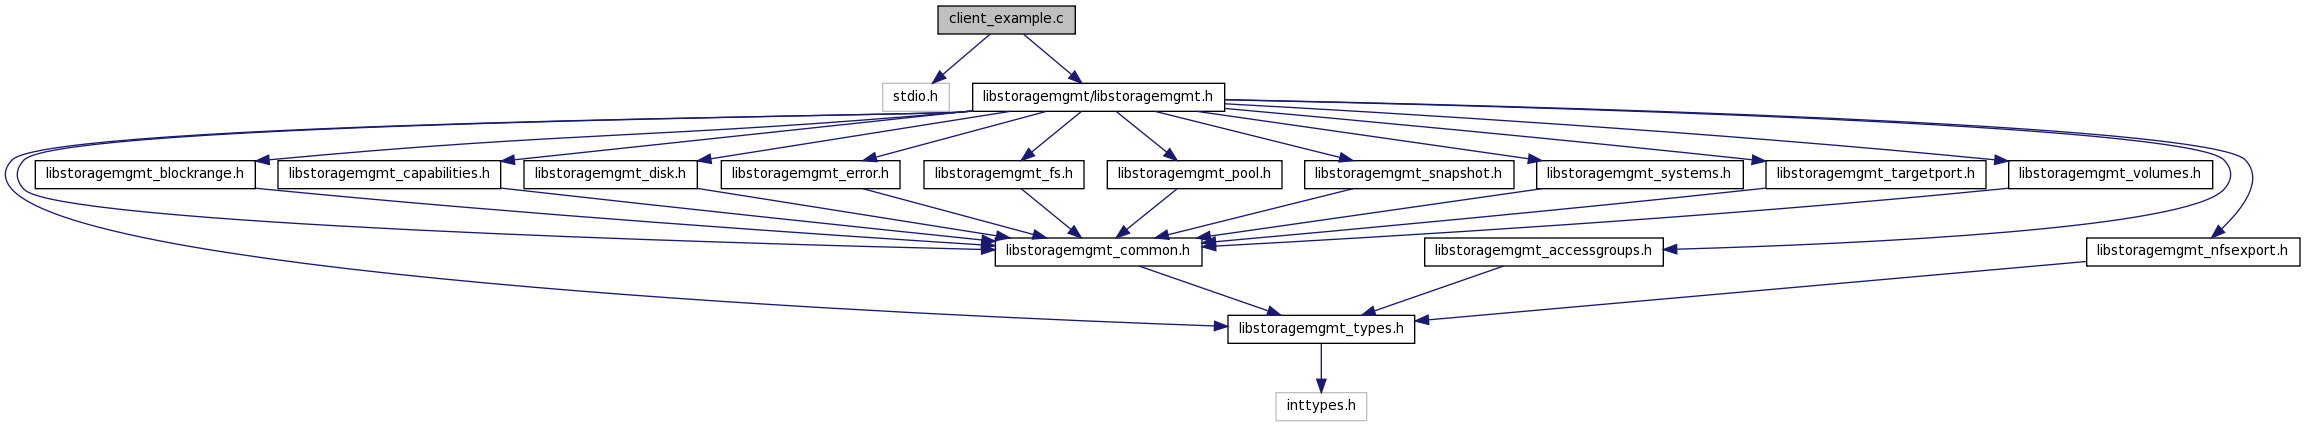 client_example.c
stdio.h
libstoragemgmt/libstoragemgmt.h
libstoragemgmt_blockrange.h
libstoragemgmt_capabilities.h
libstoragemgmt_disk.h
libstoragemgmt_error.h
libstoragemgmt_fs.h
libstoragemgmt_pool.h
libstoragemgmt_snapshot.h
libstoragemgmt_systems.h
libstoragemgmt_targetport.h
libstoragemgmt_volumes.h
libstoragemgmt_common.h
libstoragemgmt_accessgroups.h
libstoragemgmt_nfsexport.h
libstoragemgmt_types.h
inttypes.h